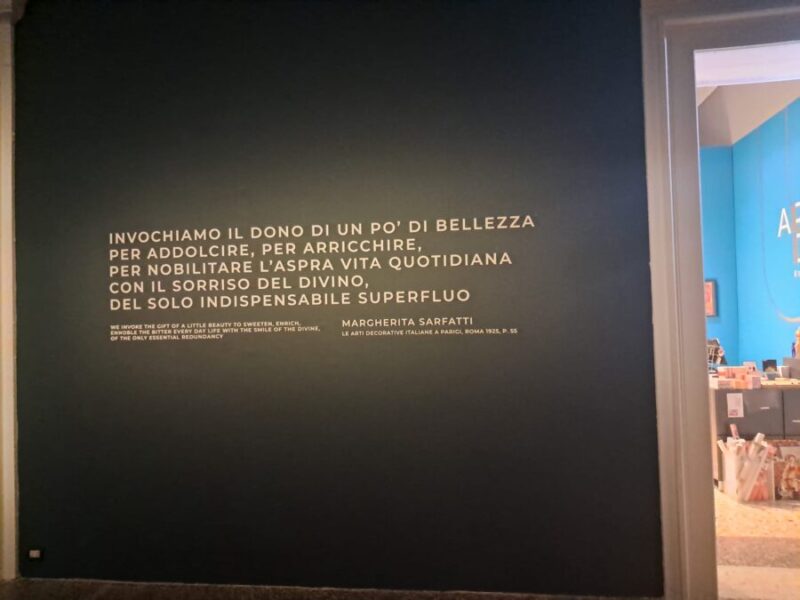 INVOCHIAMO IL DONO DI UN PO' DI BELLEZZA
PER ADDOLCIRE, PER ARRICCHIRE,
PER NOBILITARE L'ASPRA VITA QUOTIDIANA
CON IL SORRISO DEL DIVINO,
DEL SOLO INDISPENSABILE SUPERFLUO
WE INVOKE THE GIFT OF A LITTLE BEAUTY TO SWEETEN, ENRICH,
ENNOBLE THE BITTER EVERY DAY LIFE WITH THE SMILE OF THE DIVINE,
OF THE ONLY ESSENTIAL REDUNDANCY
MARGHERITA SARFATTI
LE ARTI DECORATIVE ITALIANE A PARIGI, ROMA 1925, P. 55